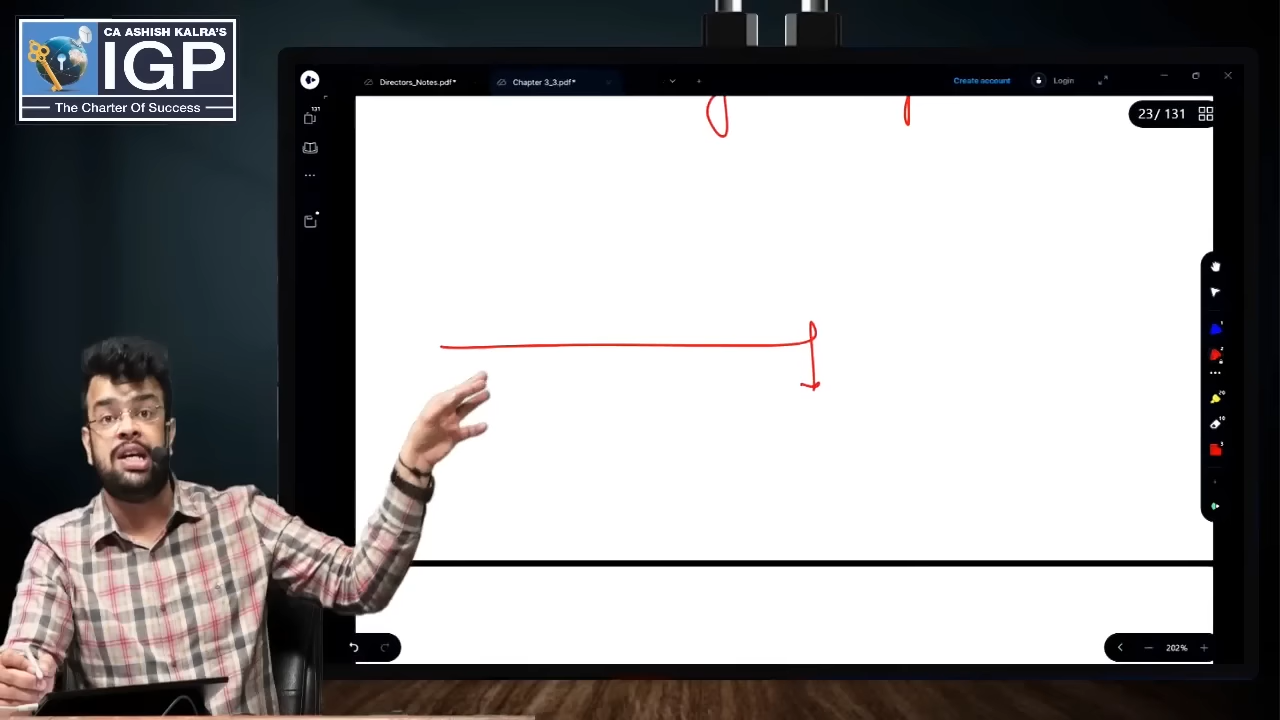 CA ASHISH KALRA'S
IGP
The Charter Of Success
Directors_Notes.pdf*
Chapter 3_3.pdf*
Create account
Login
131
23/ 131
202%